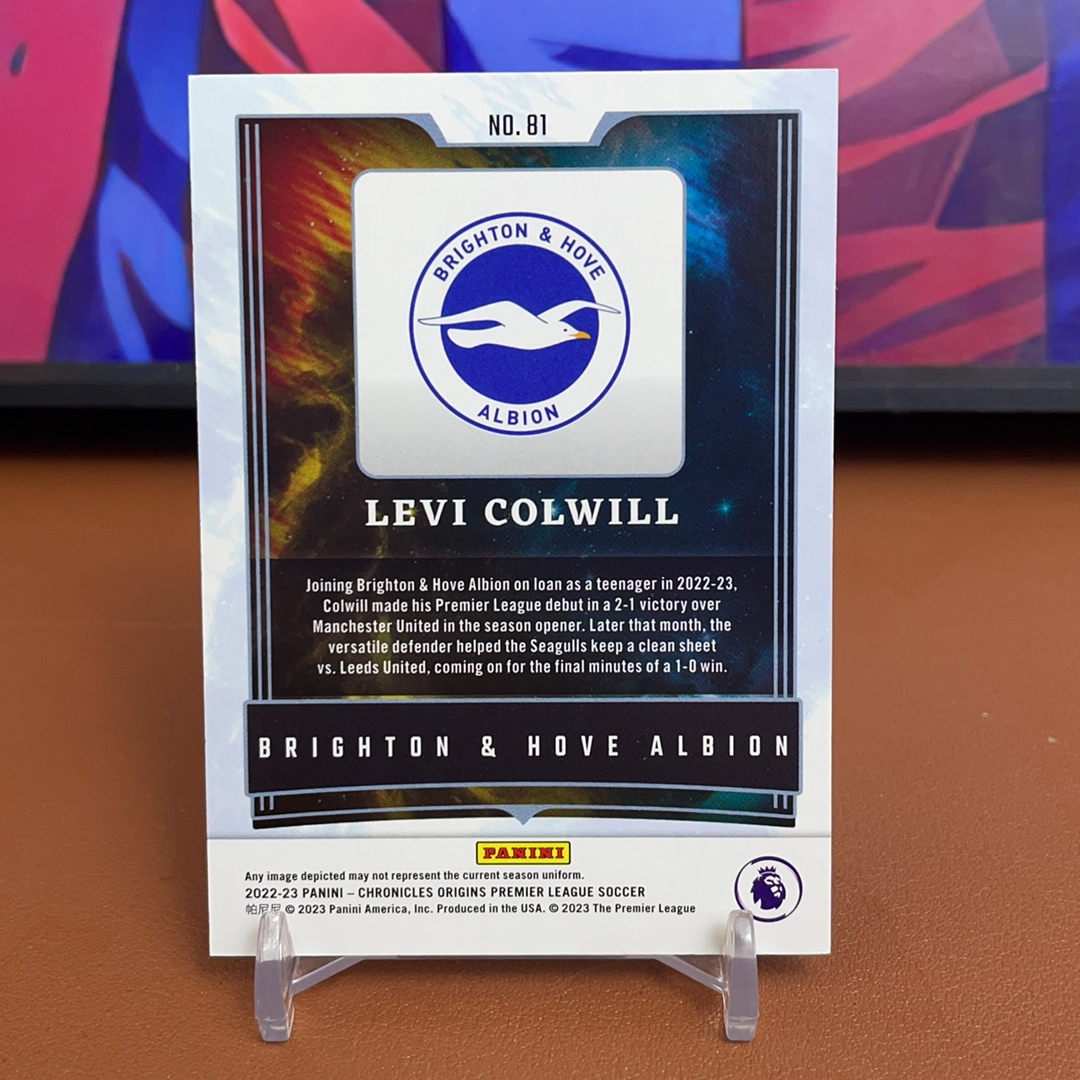 NO. 81
BRIGHTON & HOVE
ALBION
LEVI COLWILL
Joining Brighton & Hove Albion on loan as a teenager in 2022-23,
Colwill made his Premier League debut in a 2-1 victory over
Manchester United in the season opener. Later that month, the
versatile defender helped the Seagulls keep a clean sheet
vs. Leeds United, coming on for the final minutes of a 1-0 win.
BRIGHTON & HOVE ALBION
PANINI
Any image depicted may not represent the current season uniform.
2022-23 PANINI – CHRONICLES ORIGINS PREMIER LEAGUE SOCCER
帕尼尼 © 2023 Panini America, Inc. Produced in the USA. © 2023 The Premier League